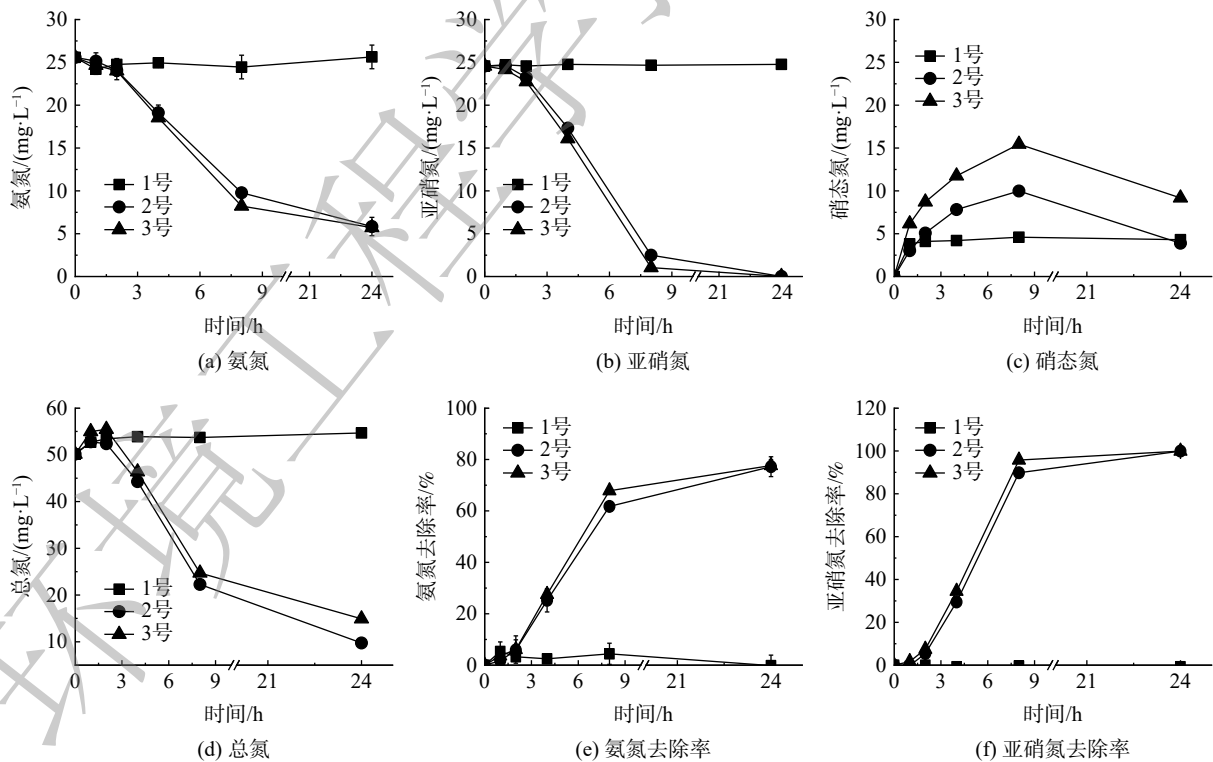 30
25
20
15
10
5
0
氨氮/(mg·L⁻¹)
1号
2号
3号
0 3 6 9 21 24
时间/h
(a) 氨氮
30
25
20
15
10
5
0
亚硝氮/(mg·L⁻¹)
1号
2号
3号
0 3 6 9 21 24
时间/h
(b) 亚硝氮
30
25
20
15
10
5
0
硝态氮/(mg·L⁻¹)
1号
2号
3号
0 3 6 9 21 24
时间/h
(c) 硝态氮
60
50
40
30
20
10
总氮/(mg·L⁻¹)
1号
2号
3号
0 3 6 9 21 24
时间/h
(d) 总氮
100
80
60
40
20
0
氨氮去除率/%
1号
2号
3号
0 3 6 9 21 24
时间/h
(e) 氨氮去除率
120
100
80
60
40
20
0
亚硝氮去除率/%
1号
2号
3号
0 3 6 9 21 24
时间/h
(f) 亚硝氮去除率
环境工程学